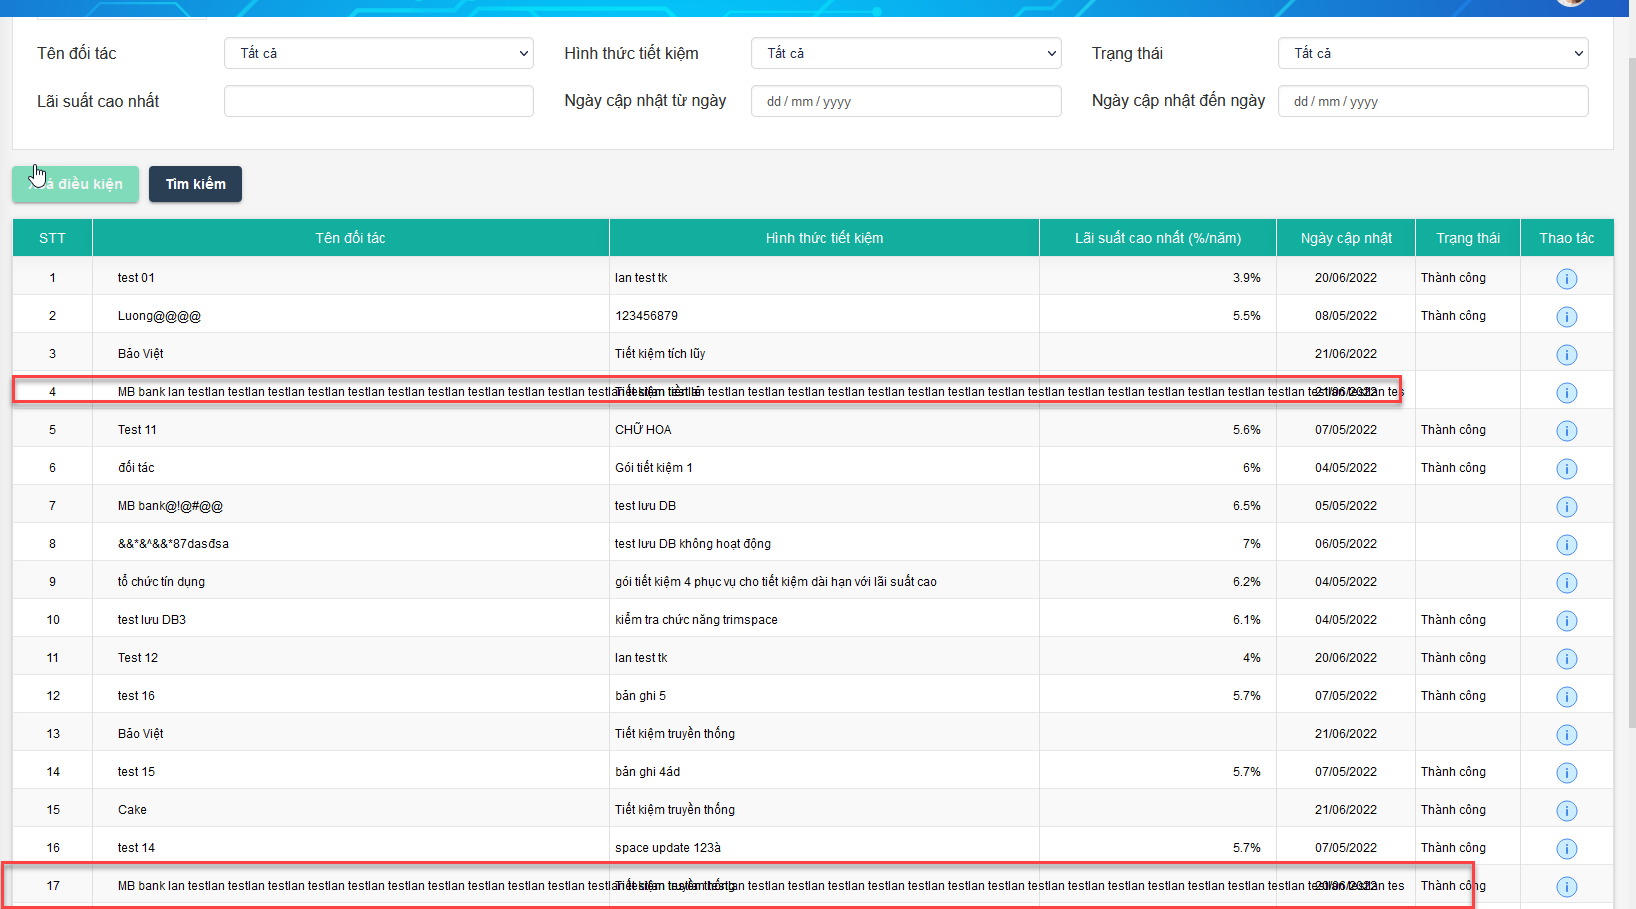 Tên đối tác Tất cả Hình thức tiết kiệm Tất cả Trạng thái Tất cả
Lãi suất cao nhất Ngày cập nhật từ ngày dd / mm / yyyy Ngày cập nhật đến ngày dd / mm / yyyy
điều kiện Tìm kiếm
STT Tên đối tác Hình thức tiết kiệm Lãi suất cao nhất (%/năm) Ngày cập nhật Trạng thái Thao tác
1 test 01 lan test tk 3.9% 20/06/2022 Thành công
2 Luong@@@@ 123456879 5.5% 08/05/2022 Thành công
3 Bảo Việt Tiết kiệm tích lũy 21/06/2022
4 MB bank lan testlan testlan testlan testlan testlan testlan testlan testlan testlan testlan testlan testlan testlan testlan testlan testlan testlan testlan testlan testlan testlan testlan testlan testlan testlan testlan testlan testlan testlan tes 21/06/2022
5 Test 11 CHỮ HOA 5.6% 07/05/2022 Thành công
6 đối tác Gói tiết kiệm 1 6% 04/05/2022 Thành công
7 MB bank@!@#@@ test lưu DB 6.5% 05/05/2022
8 &&*&^&&*87dasđsa test lưu DB không hoạt động 7% 06/05/2022
9 tổ chức tín dụng gói tiết kiệm 4 phục vụ cho tiết kiệm dài hạn với lãi suất cao 6.2% 04/05/2022
10 test lưu DB3 kiểm tra chức năng trimspace 6.1% 04/05/2022 Thành công
11 Test 12 lan test tk 4% 20/06/2022 Thành công
12 test 16 bản ghi 5 5.7% 07/05/2022 Thành công
13 Bảo Việt Tiết kiệm truyền thống 21/06/2022
14 test 15 bản ghi 4ád 5.7% 07/05/2022 Thành công
15 Cake Tiết kiệm truyền thống 21/06/2022 Thành công
16 test 14 space update 123à 5.7% 07/05/2022 Thành công
17 MB bank lan testlan testlan testlan testlan testlan testlan testlan testlan testlan testlan testlan testlan testlan testlan testlan testlan testlan testlan testlan testlan testlan testlan testlan testlan testlan testlan testlan testlan testlan tes 20/06/2022 Thành công